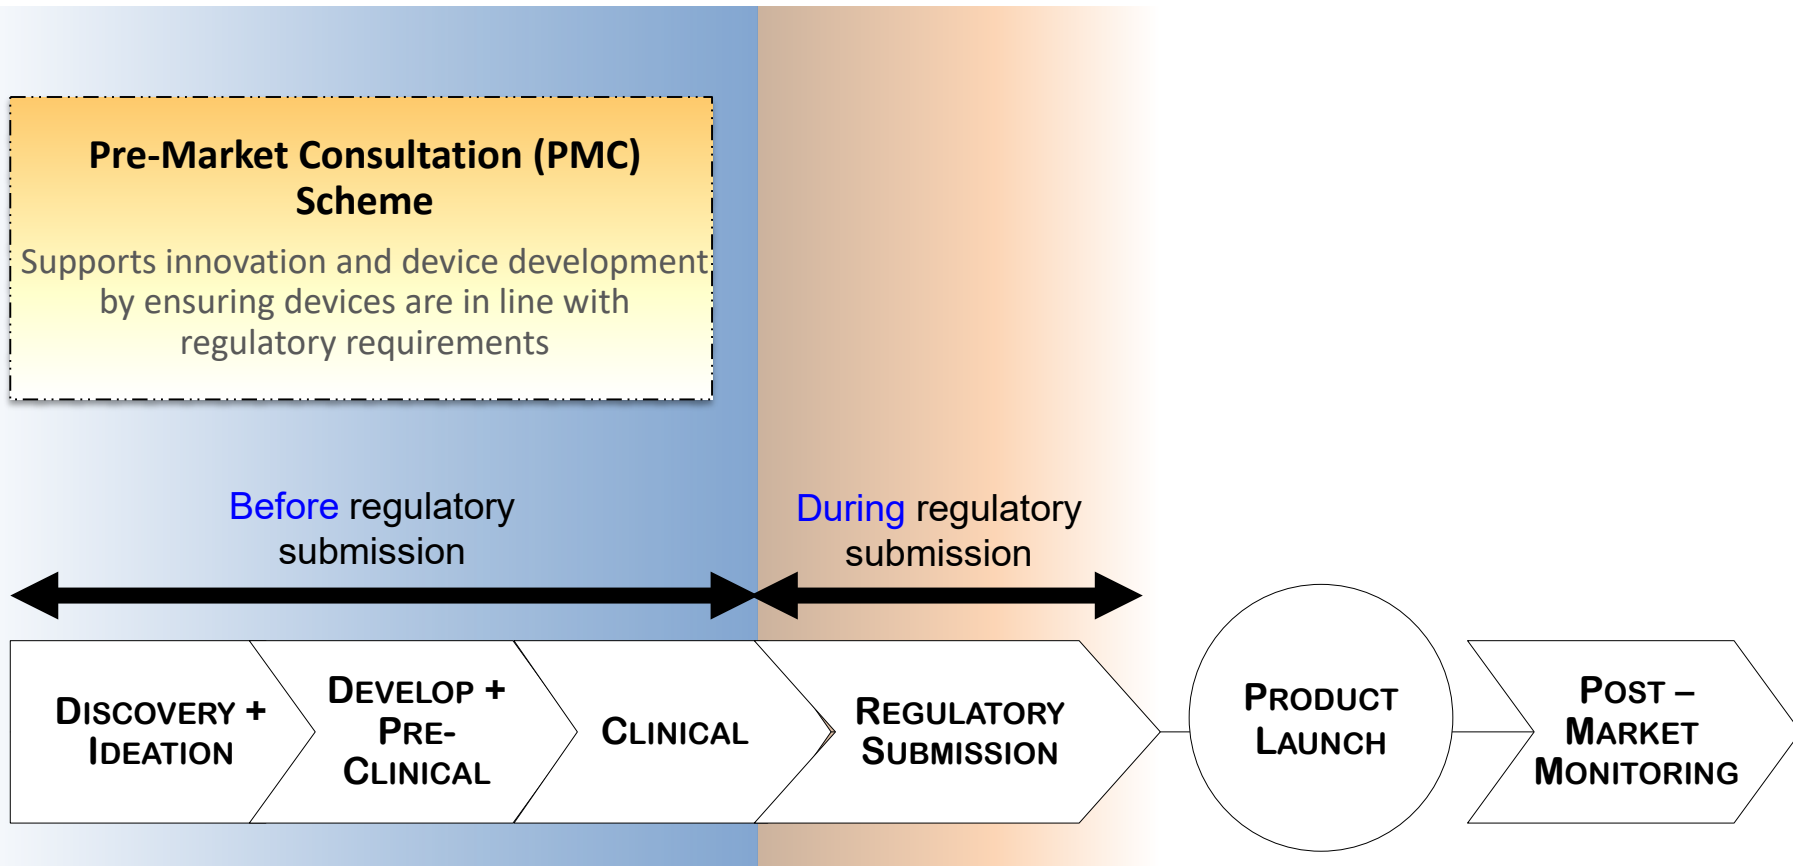 Pre-Market Consultation (PMC)
Scheme
Supports innovation and device development
by ensuring devices are in line with
regulatory requirements
Before regulatory
submission
During regulatory
submission
DISCOVERY +
IDEATION
DEVELOP +
PRE-
CLINICAL
CLINICAL
REGULATORY
SUBMISSION
PRODUCT
LAUNCH
POST –
MARKET
MONITORING